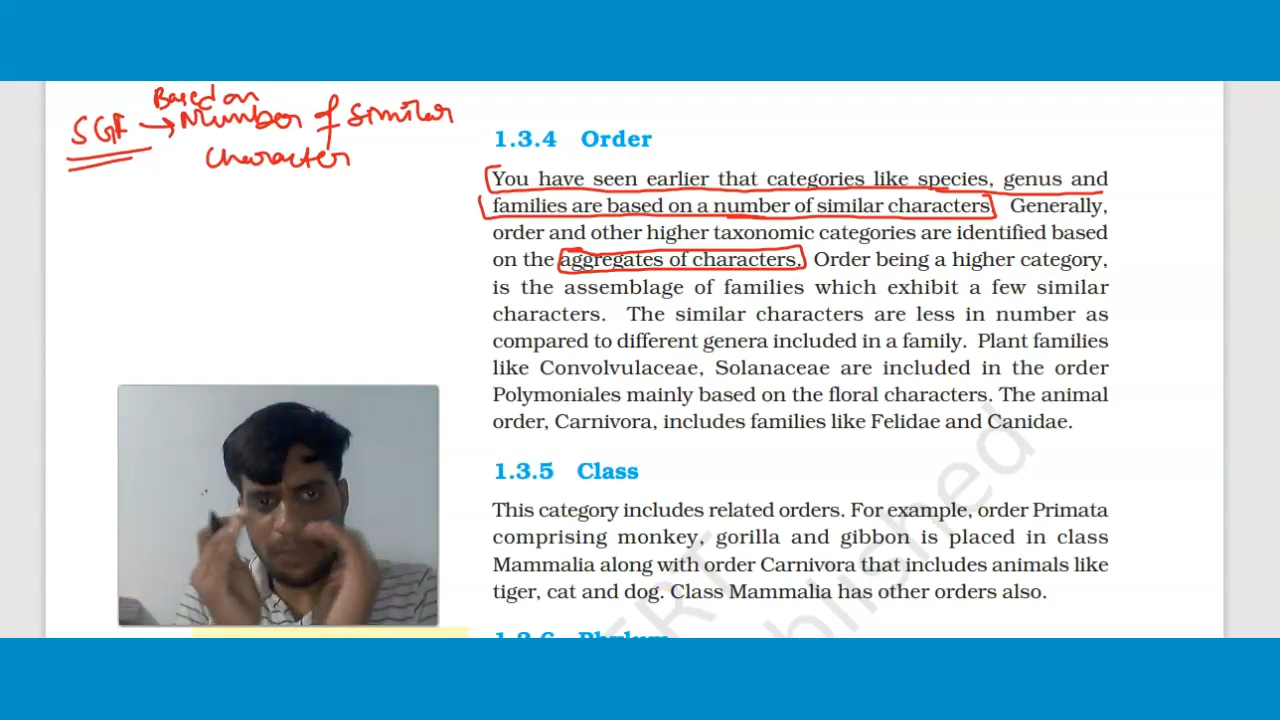 Based on
SGF → Number of similar
character
1.3.4 Order
You have seen earlier that categories like species, genus and
families are based on a number of similar characters. Generally,
order and other higher taxonomic categories are identified based
on the aggregates of characters. Order being a higher category,
is the assemblage of families which exhibit a few similar
characters. The similar characters are less in number as
compared to different genera included in a family. Plant families
like Convolvulaceae, Solanaceae are included in the order
Polymoniales mainly based on the floral characters. The animal
order, Carnivora, includes families like Felidae and Canidae.
1.3.5 Class
This category includes related orders. For example, order Primata
comprising monkey, gorilla and gibbon is placed in class
Mammalia along with order Carnivora that includes animals like
tiger, cat and dog. Class Mammalia has other orders also.
1.3.6 Phylum